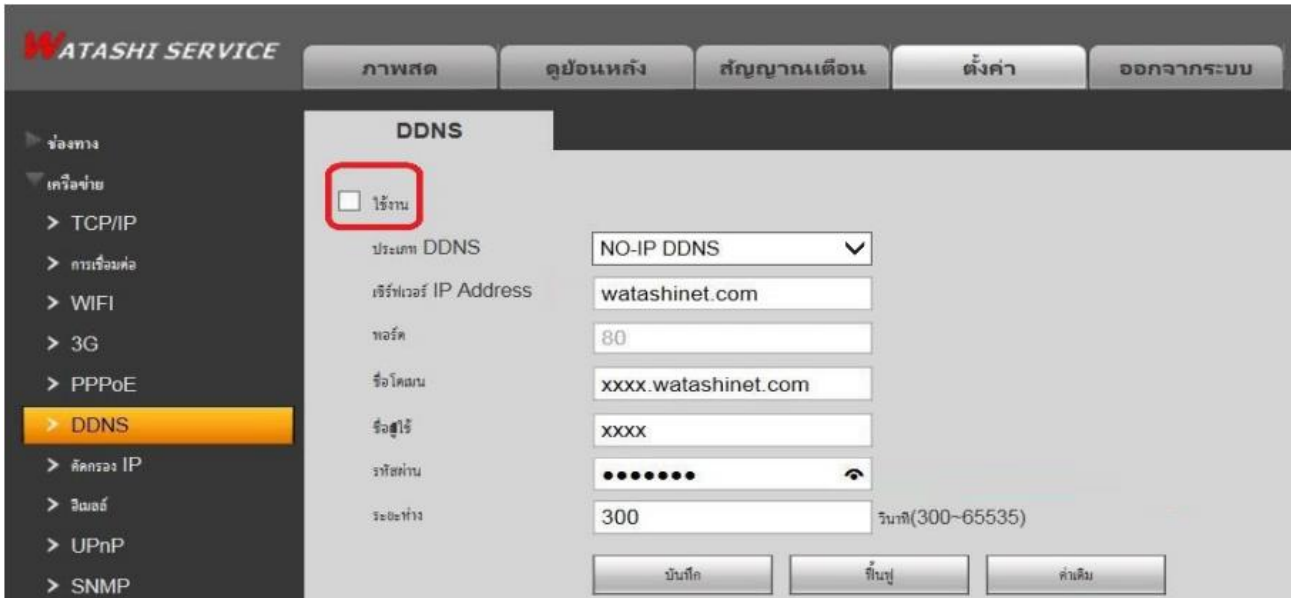 WATASHI SERVICE
ภาพสด
ดูย้อนหลัง
สัญญาณเตือน
ตั้งค่า
ออกจากระบบ
ช่องทาง
เครือข่าย
> TCP/IP
> การเชื่อมต่อ
> WIFI
> 3G
> PPPoE
> DDNS
> คัดกรอง IP
> อีเมลล์
> UPnP
> SNMP
DDNS
ใช้งาน
ประเภท DDNS
NO-IP DDNS
เซิร์ฟเวอร์ IP Address
watashinet.com
พอร์ต
80
ชื่อโดเมน
xxxx.watashinet.com
ชื่อผู้ใช้
xxxx
รหัสผ่าน
•••••••
ระยะห่าง
300
วินาที(300~65535)
บันทึก
ฟื้นฟู
ค่าเดิม